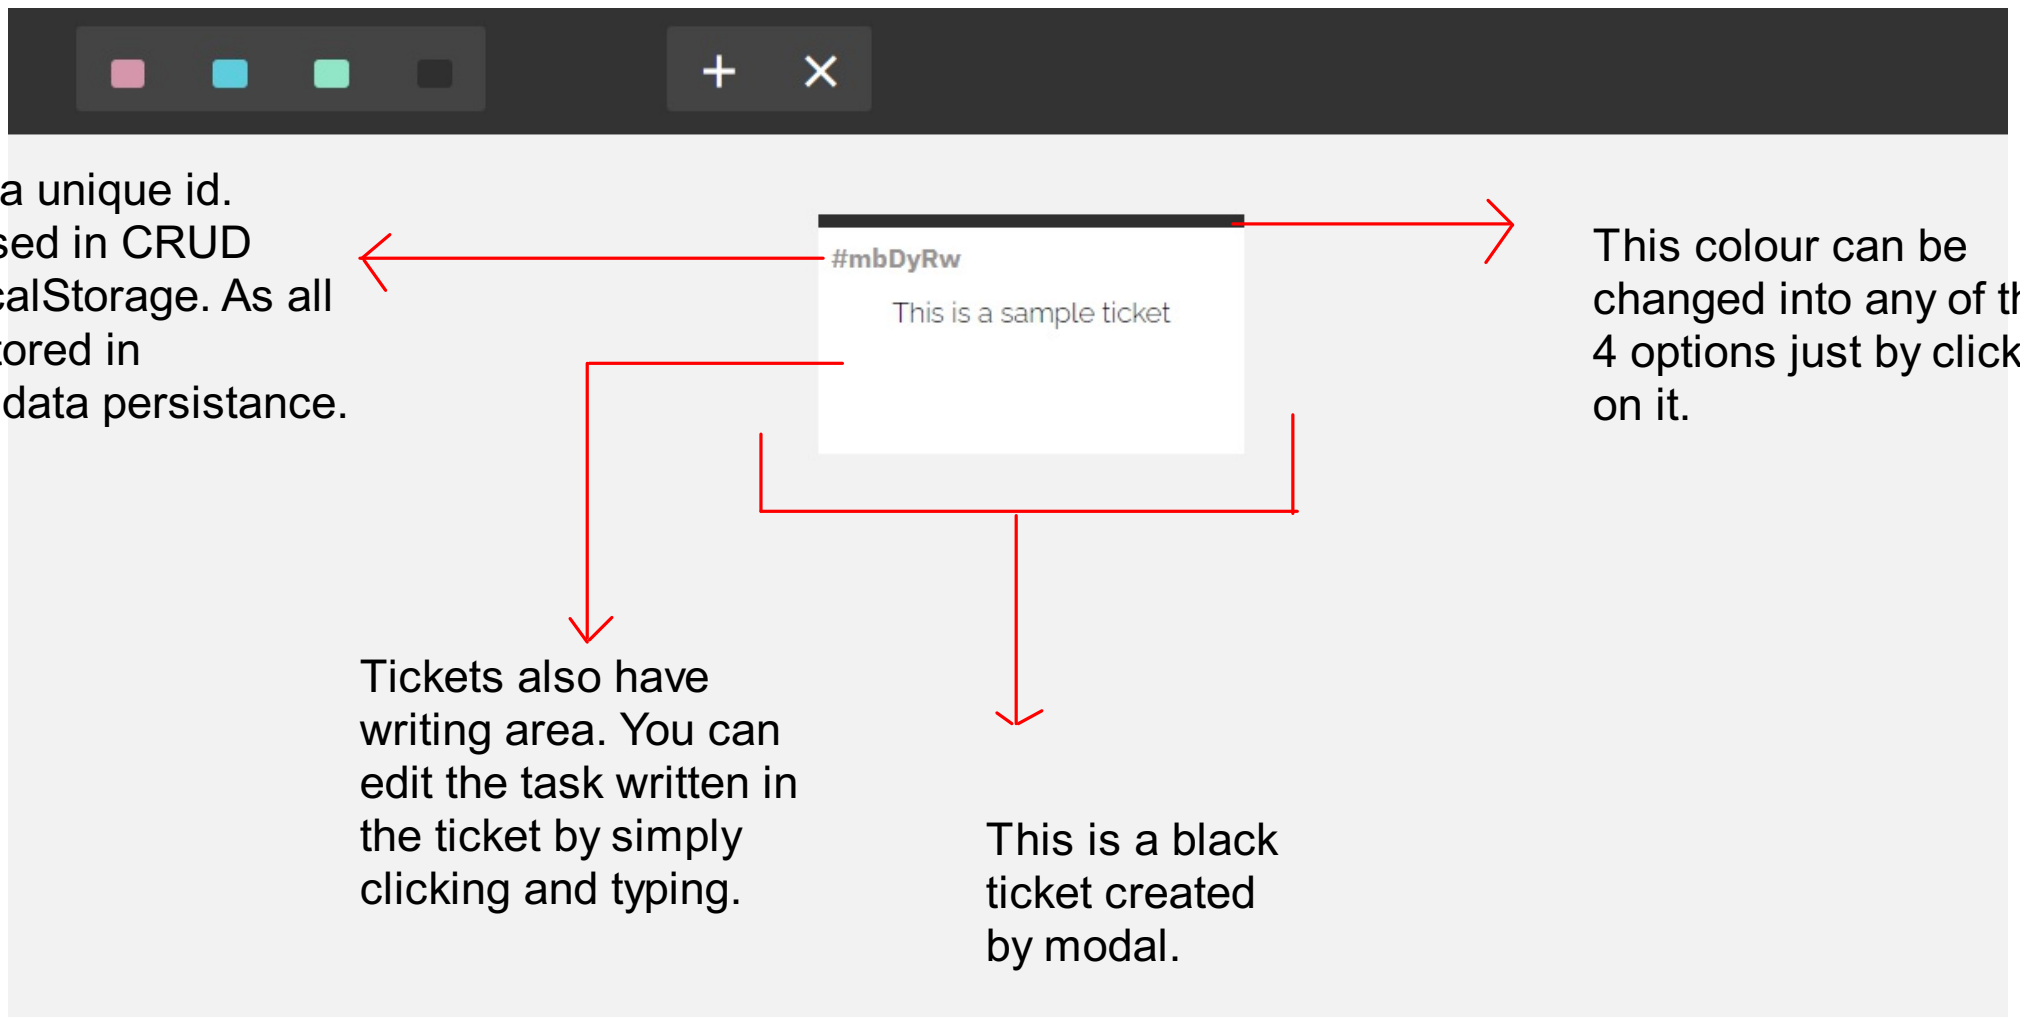 + ×
a unique id.
sed in CRUD
calStorage. As all
tored in
data persistance.
#mbDyRw
This is a sample ticket
This colour can be
changed into any of th
4 options just by click
on it.
Tickets also have
writing area. You can
edit the task written in
the ticket by simply
clicking and typing.
This is a black
ticket created
by modal.